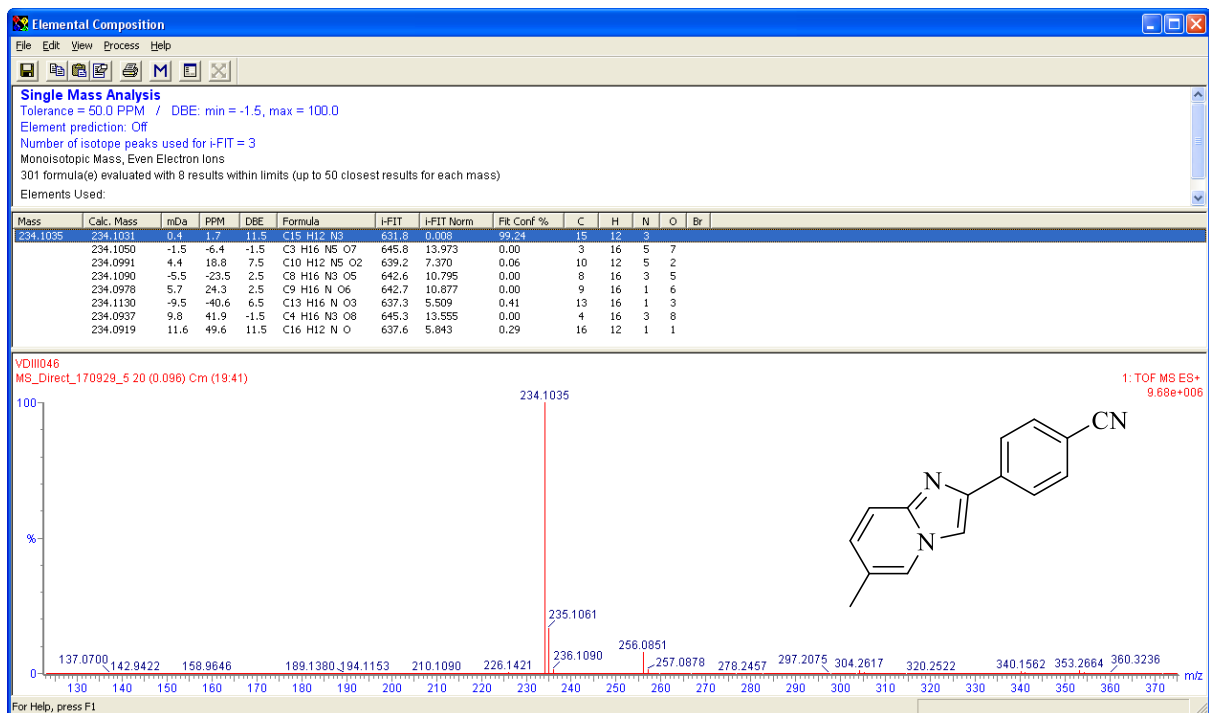 Elemental Composition
File Edit View Process Help
M
Single Mass Analysis
Tolerance = 50.0 PPM / DBE: min = -1.5, max = 100.0
Element prediction: Off
Number of isotope peaks used for i-FIT = 3
Monoisotopic Mass, Even Electron Ions
301 formula(e) evaluated with 8 results within limits (up to 50 closest results for each mass)
Elements Used:
Mass Calc. Mass mDa PPM DBE Formula i-FIT i-FIT Norm Fit Conf % C H N O Br
234.1035 234.1031 0.4 1.7 11.5 C15 H12 N3 631.8 0.008 99.24 15 12 3
234.1050 -1.5 -6.4 -1.5 C3 H16 N5 O7 645.8 13.973 0.00 3 16 5 7
234.0991 4.4 18.8 7.5 C10 H12 N5 O2 639.2 7.370 0.06 10 12 5 2
234.1090 -5.5 -23.5 2.5 C8 H16 N3 O5 642.6 10.795 0.00 8 16 3 5
234.0978 5.7 24.3 2.5 C9 H16 N O6 642.7 10.877 0.00 9 16 1 6
234.1130 -9.5 -40.6 6.5 C13 H16 N O3 637.3 5.509 0.41 13 16 1 3
234.0937 9.8 41.9 -1.5 C4 H16 N3 O8 645.3 13.555 0.00 4 16 3 8
234.0919 11.6 49.6 11.5 C16 H12 N O 637.6 5.843 0.29 16 12 1 1
VDIII046
MS_Direct_170929_5 20 (0.096) Cm (19:41)
1: TOF MS ES+
9.68e+006
100
234.1035
CN
N
N
%
235.1061
256.0851
236.1090
257.0878
137.0700 142.9422 158.9646 189.1380 194.1153 210.1090 226.1421 278.2457 297.2075 304.2617 320.2522 340.1562 353.2664 360.3236
0
m/z
130 140 150 160 170 180 190 200 210 220 230 240 250 260 270 280 290 300 310 320 330 340 350 360 370
For Help, press F1